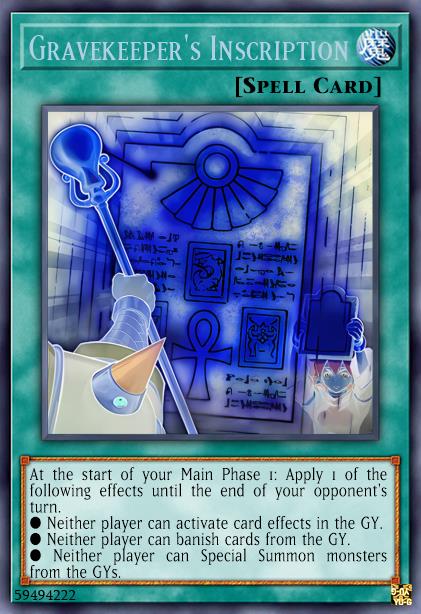 Gravekeeper's Inscription 魔
[Spell Card]
At the start of your Main Phase 1: Apply 1 of the
following effects until the end of your opponent's
turn.
● Neither player can activate card effects in the GY.
● Neither player can banish cards from the GY.
● Neither player can Special Summon monsters
from the GYs.
59494222